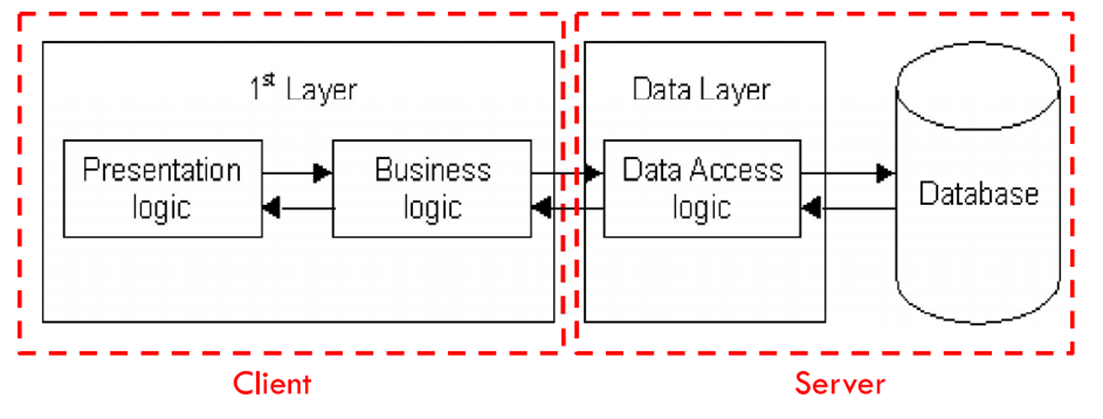 1st Layer
Data Layer
Presentation
logic
Business
logic
Data Access
logic
Database
Client
Server